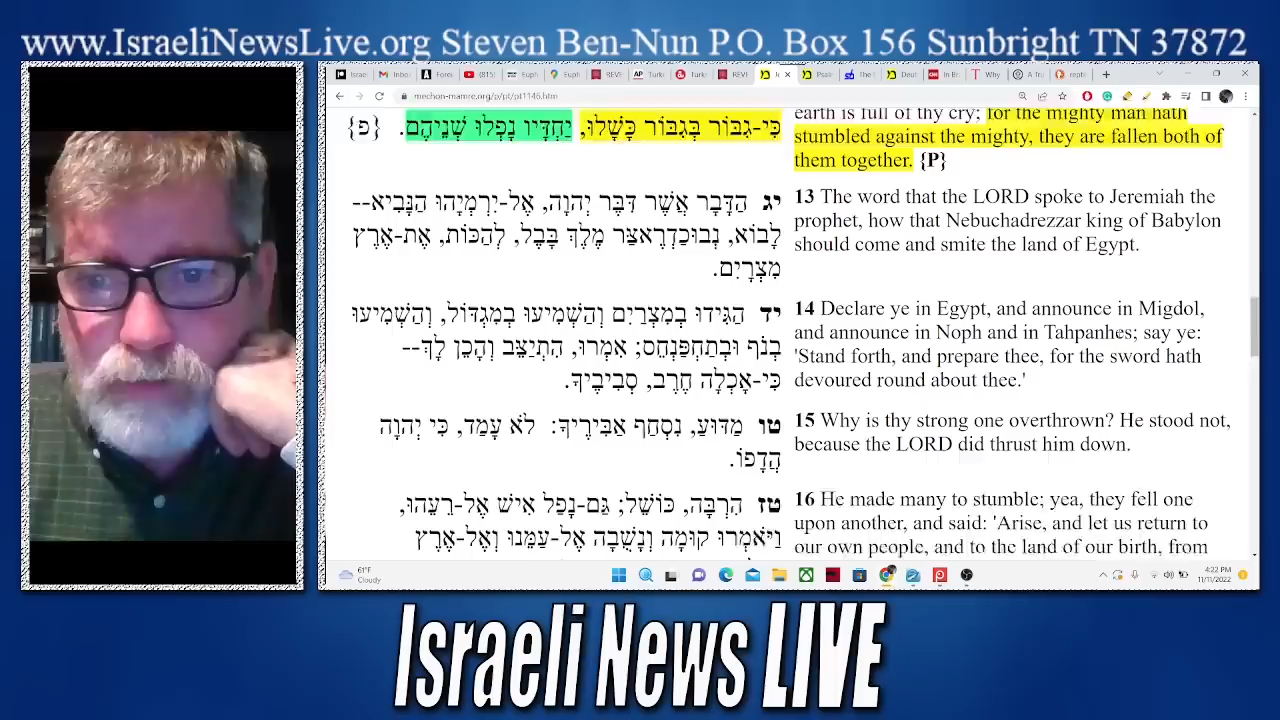 www.IsraeliNewsLive.org Steven Ben-Nun P.O. Box 156 Sunbright TN 37872
mechon-mamre.org/p/pt/pt1146.htm
כִּי-גִבּוֹר בְּגִבּוֹר כָּשָׁלוּ, יַחְדָּיו נָפְלוּ שְׁנֵיהֶם. {פ}
earth is full of thy cry; for the mighty man hath
stumbled against the mighty, they are fallen both of
them together. {P}
יג הַדָּבָר אֲשֶׁר דִּבֶּר יְהוָה, אֶל-יִרְמְיָהוּ הַנָּבִיא--
לָבוֹא, נְבוּכַדְרֶאצַּר מֶלֶךְ בָּבֶל, לְהַכּוֹת, אֶת-אֶרֶץ
מִצְרָיִם.
13 The word that the LORD spoke to Jeremiah the
prophet, how that Nebuchadrezzar king of Babylon
should come and smite the land of Egypt.
יד הַגִּידוּ בְמִצְרַיִם וְהַשְׁמִיעוּ בְמִגְדּוֹל, וְהַשְׁמִיעוּ
בְנֹף וּבְתַחְפַּנְחֵס; אִמְרוּ, הִתְיַצֵּב וְהָכֵן לָךְ--
כִּי-אָכְלָה חֶרֶב, סְבִיבֶיךָ.
14 Declare ye in Egypt, and announce in Migdol,
and announce in Noph and in Tahpanhes; say ye:
'Stand forth, and prepare thee, for the sword hath
devoured round about thee.'
טו מַדּוּעַ, נִסְחַף אַבִּירֶיךָ: לֹא עָמַד, כִּי יְהוָה
הֲדָפוֹ.
15 Why is thy strong one overthrown? He stood not,
because the LORD did thrust him down.
טז הִרְבָּה, כּוֹשֵׁל; גַּם-נָפַל אִישׁ אֶל-רֵעֵהוּ,
וַיֹּאמְרוּ קוּמָה וְנָשֻׁבָה אֶל-עַמֵּנוּ וְאֶל-אֶרֶץ
16 He made many to stumble; yea, they fell one
upon another, and said: 'Arise, and let us return to
our own people, and to the land of our birth, from
61°F
Cloudy
4:22 PM
11/11/2022
Israeli News LIVE